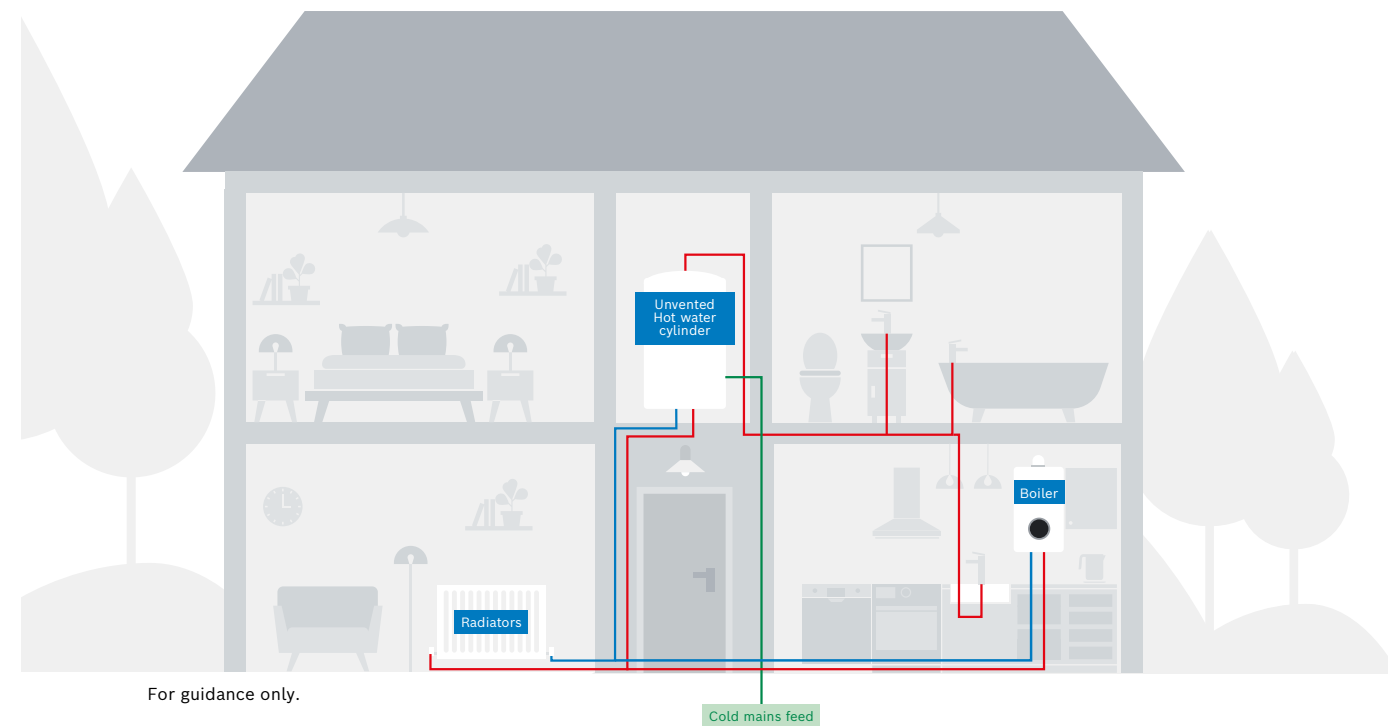 Unvented
Hot water
cylinder
Boiler
Radiators
For guidance only.
Cold mains feed